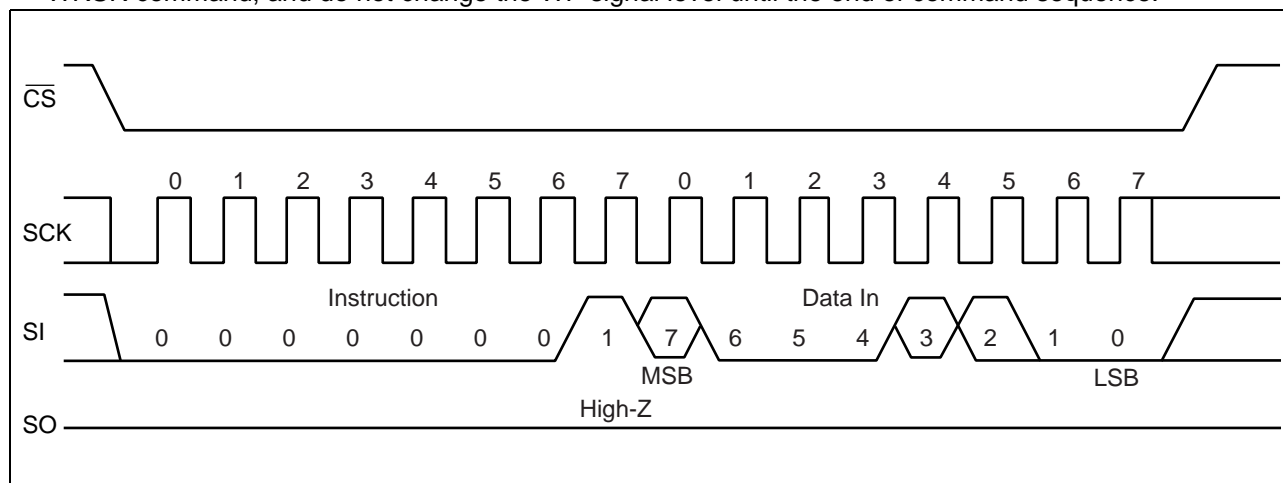 WRSR command, and do not change the WP signal level until the end of command sequence.
CS
0 1 2 3 4 5 6 7 0 1 2 3 4 5 6 7
SCK
Instruction Data In
SI 0 0 0 0 0 0 0 1 7 6 5 4 3 2 1 0
MSB LSB
High-Z
SO